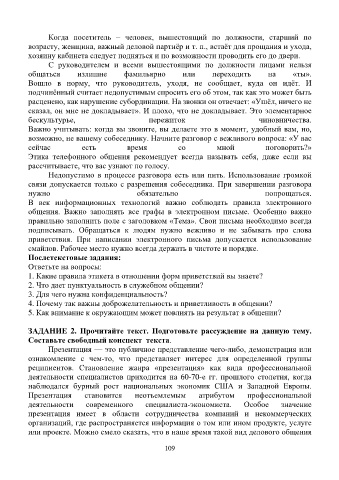 Когда посетитель – человек, вышестоящий по должности, старший по
возрасту, женщина, важный деловой партнёр и т. п., встаёт для прощания и ухода,
хозяину кабинета следует подняться и по возможности проводить его до двери.
С руководителем и всеми вышестоящими по должности лицами нельзя
общаться излишне фамильярно или переходить на «ты».
Вошло в норму, что руководитель, уходя, не сообщает, куда он идёт. И
подчинённый считает недопустимым спросить его об этом, так как это может быть
расценено, как нарушение субординации. На звонки он отвечает: «Ушёл, ничего не
сказал, он мне не докладывает». И плохо, что не докладывает. Это элементарное
бескультурье, пережиток чиновничества.
Важно учитывать: когда вы звоните, вы делаете это в момент, удобный вам, но,
возможно, не вашему собеседнику. Начните разговор с вежливого вопроса: «У вас
сейчас есть время со мной поговорить?»
Этика телефонного общения рекомендует всегда называть себя, даже если вы
рассчитываете, что вас узнают по голосу.
Недопустимо в процессе разговора есть или пить. Использование громкой
связи допускается только с разрешения собеседника. При завершении разговора
нужно обязательно попрощаться.
В век информационных технологий важно соблюдать правила электронного
общения. Важно заполнять все графы в электронном письме. Особенно важно
правильно заполнить поле с заголовком «Тема». Свои письма необходимо всегда
подписывать. Обращаться к людям нужно вежливо и не забывать про слова
приветствия. При написании электронного письма допускается использование
смайлов. Рабочее место нужно всегда держать в чистоте и порядке.
Послетекстовые задания:
Ответьте на вопросы:
1. Какие правила этикета в отношении форм приветствий вы знаете?
2. Что дает пунктуальность в служебном общении?
3. Для чего нужна конфиденциальность?
4. Почему так важны доброжелательность и приветливость в общении?
5. Как внимание к окружающим может повлиять на результат в общении?
ЗАДАНИЕ 2. Прочитайте текст. Подготовьте рассуждение на данную тему.
Составьте свободный конспект текста.
Презентация — это публичное представление чего-либо, демонстрация или
ознакомление с чем-то, что представляет интерес для определенной группы
реципиентов. Становление жанра «презентация» как вида профессиональной
деятельности специалистов приходится на 60-70-е гг. прошлого столетия, когда
наблюдался бурный рост национальных экономик США и Западной Европы.
Презентация становится неотъемлемым атрибутом профессиональной
деятельности современного специалиста-экономиста. Особое значение
презентация имеет в области сотрудничества компаний и некоммерческих
организаций, где распространяется информация о том или ином продукте, услуге
или проекте. Можно смело сказать, что в наше время такой вид делового общения
109